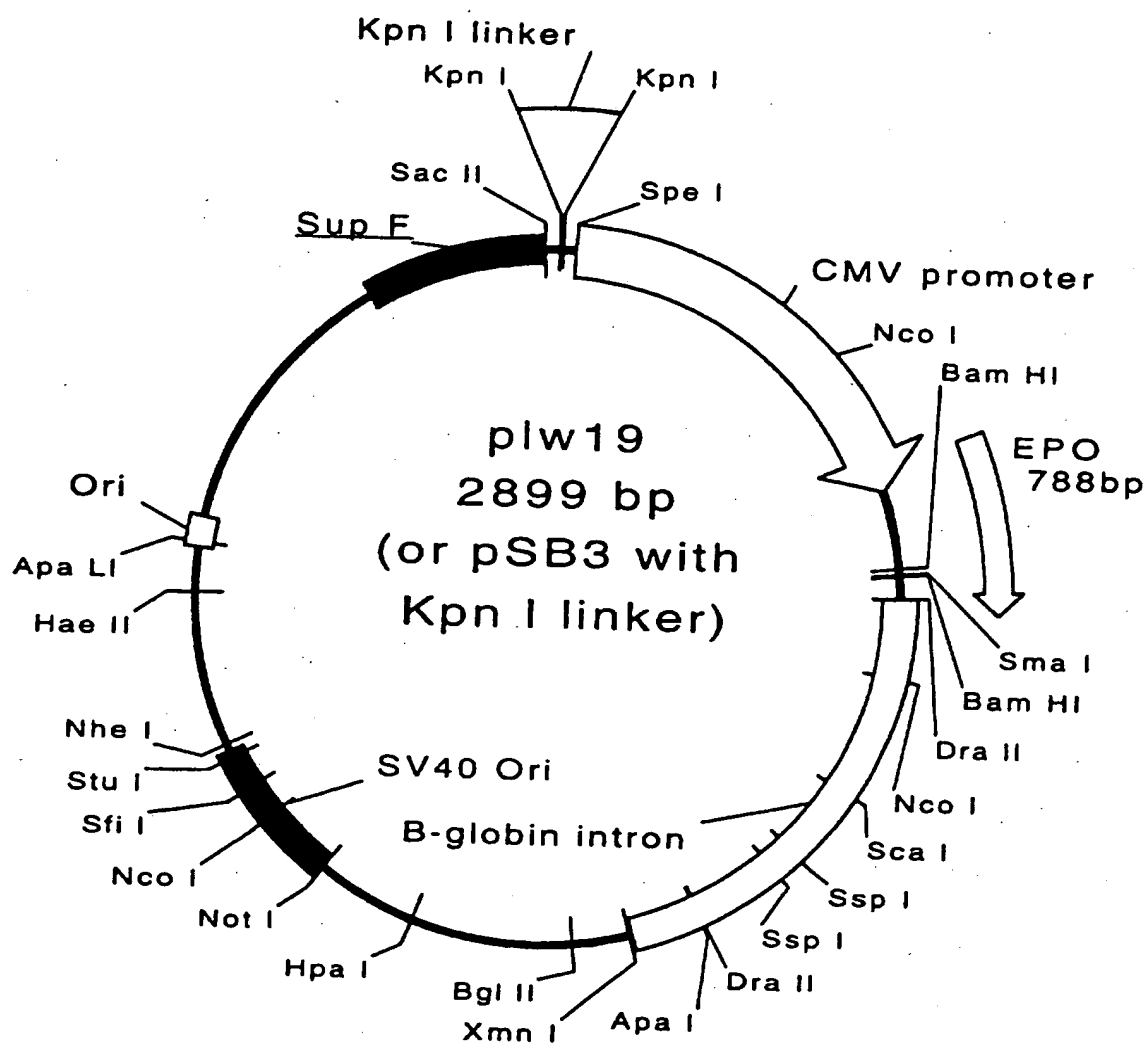 Kpn I linker
Kpn I
Kpn I
Sac II
Spe I
Sup F
CMV promoter
Nco I
Bam HI
EPO
788bp
plw19
2899 bp
(or pSB3 with
Kpn I linker)
Ori
Apa LI
Hae II
Sma I
Bam HI
Dra II
Nhe I
Stu I
Sfi I
Nco I
Not I
SV40 Ori
B-globin intron
Nco I
Sca I
Ssp I
Ssp I
Dra II
Apa I
Xmn I
Bgl II
Hpa I